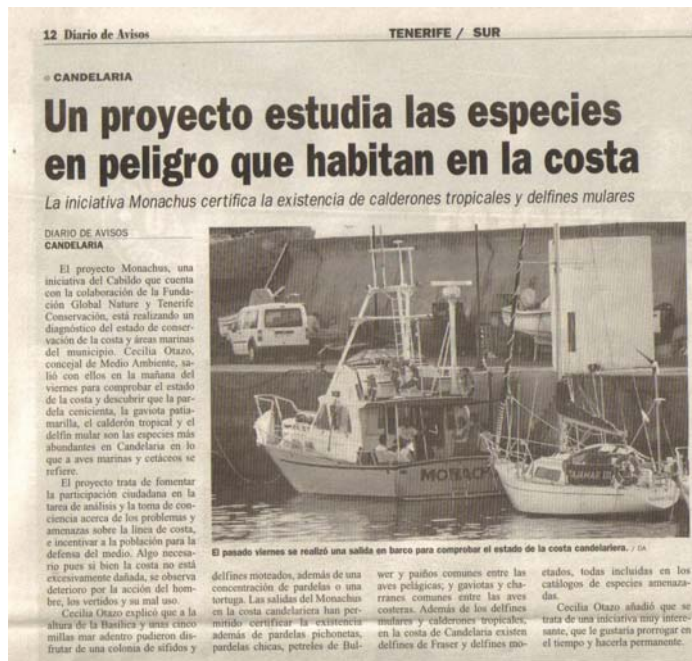 12 Diario de Avisos
TENERIFE / SUR
CANDELARIA
Un proyecto estudia las especies
en peligro que habitan en la costa
La iniciativa Monachus certifica la existencia de calderones tropicales y delfines mulares
DIARIO DE AVISOS
CANDELARIA
El proyecto Monachus, una
iniciativa del Cabildo que cuenta
con la colaboración de la Funda-
ción Global Nature y Tenerife
Conservación, está realizando un
diagnóstico del estado de conser-
vación de la costa y áreas marinas
del municipio. Cecilia Otazo,
concejal de Medio Ambiente, sa-
lió con ellos en la mañana del
viernes para comprobar el estado
de la costa y descubrir que la par-
dela cenicienta, la gaviota patia-
marilla, el calderón tropical y el
delfín mular son las especies más
abundantes en Candelaria en lo
que a aves marinas y cetáceos se
refiere.
El proyecto trata de fomentar
la participación ciudadana en la
tarea de análisis y la toma de con-
ciencia acerca de los problemas y
amenazas sobre la línea de costa,
e incentivar a la población para la
defensa del medio. Algo necesa-
rio pues si bien la costa no está
excesivamente dañada, se observa
deterioro por la acción del hom-
bre, los vertidos y su mal uso.
Cecilia Otazo explicó que a la
altura de la Basílica y unas cinco
millas mar adentro pudieron dis-
frutar de una colonia de sifidos y
MONACH
El pasado viernes se realizó una salida en barco para comprobar el estado de la costa candelariera. / DA
delfines moteados, además de una
concentración de pardelas o una
tortuga. Las salidas del Monachus
en la costa candelariera han per-
mitido certificar la existencia
además de pardelas pichonetas,
pardelas chicas, petreles de Bul-
wer y paíños comunes entre las
aves pelágicas; y gaviotas y cha-
rranes comunes entre las aves
costeras. Además de los delfines
mulares y calderones tropicales,
en la costa de Candelaria existen
delfines de Fraser y delfines mo-
etados, todas incluidas en los
catálogos de especies amenaza-
das.
Cecilia Otazo añadió que se
trata de una iniciativa muy intere-
sante, que le gustaría prorrogar en
el tiempo y hacerla permanente.